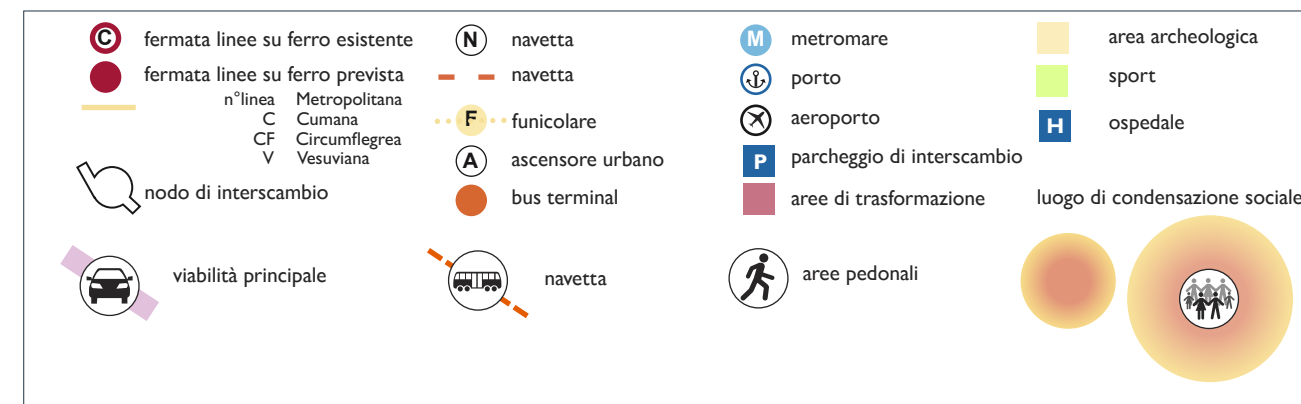 C fermata linee su ferro esistente
fermata linee su ferro prevista
n°linea Metropolitana
C Cumana
CF Circumflegrea
V Vesuviana
nodo di interscambio
viabilità principale
N navetta
navetta
F funicolare
A ascensore urbano
bus terminal
navetta
M metromare
porto
aeroporto
P parcheggio di interscambio
aree di trasformazione
aree pedonali
area archeologica
sport
H ospedale
luogo di condensazione sociale